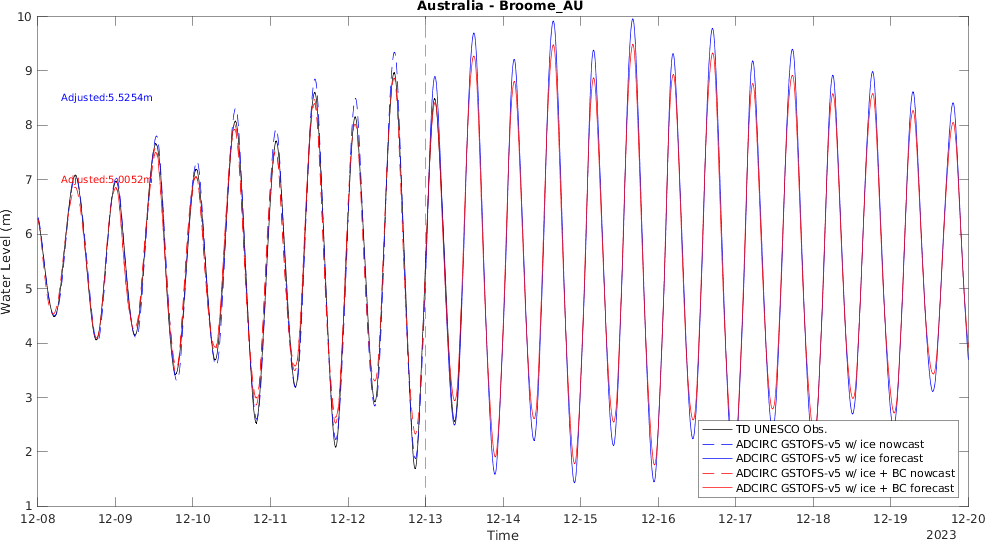 Australia - Broome_AU
10
9
8
7
6
5
4
3
2
1
Water Level (m)
Adjusted:5.5254m
Adjusted:5.0052m
TD UNESCO Obs.
ADCIRC GSTOFS-v5 w/ ice nowcast
ADCIRC GSTOFS-v5 w/ ice forecast
ADCIRC GSTOFS-v5 w/ ice + BC nowcast
ADCIRC GSTOFS-v5 w/ ice + BC forecast
12-08 12-09 12-10 12-11 12-12 12-13 12-14 12-15 12-16 12-17 12-18 12-19 12-20
Time
2023